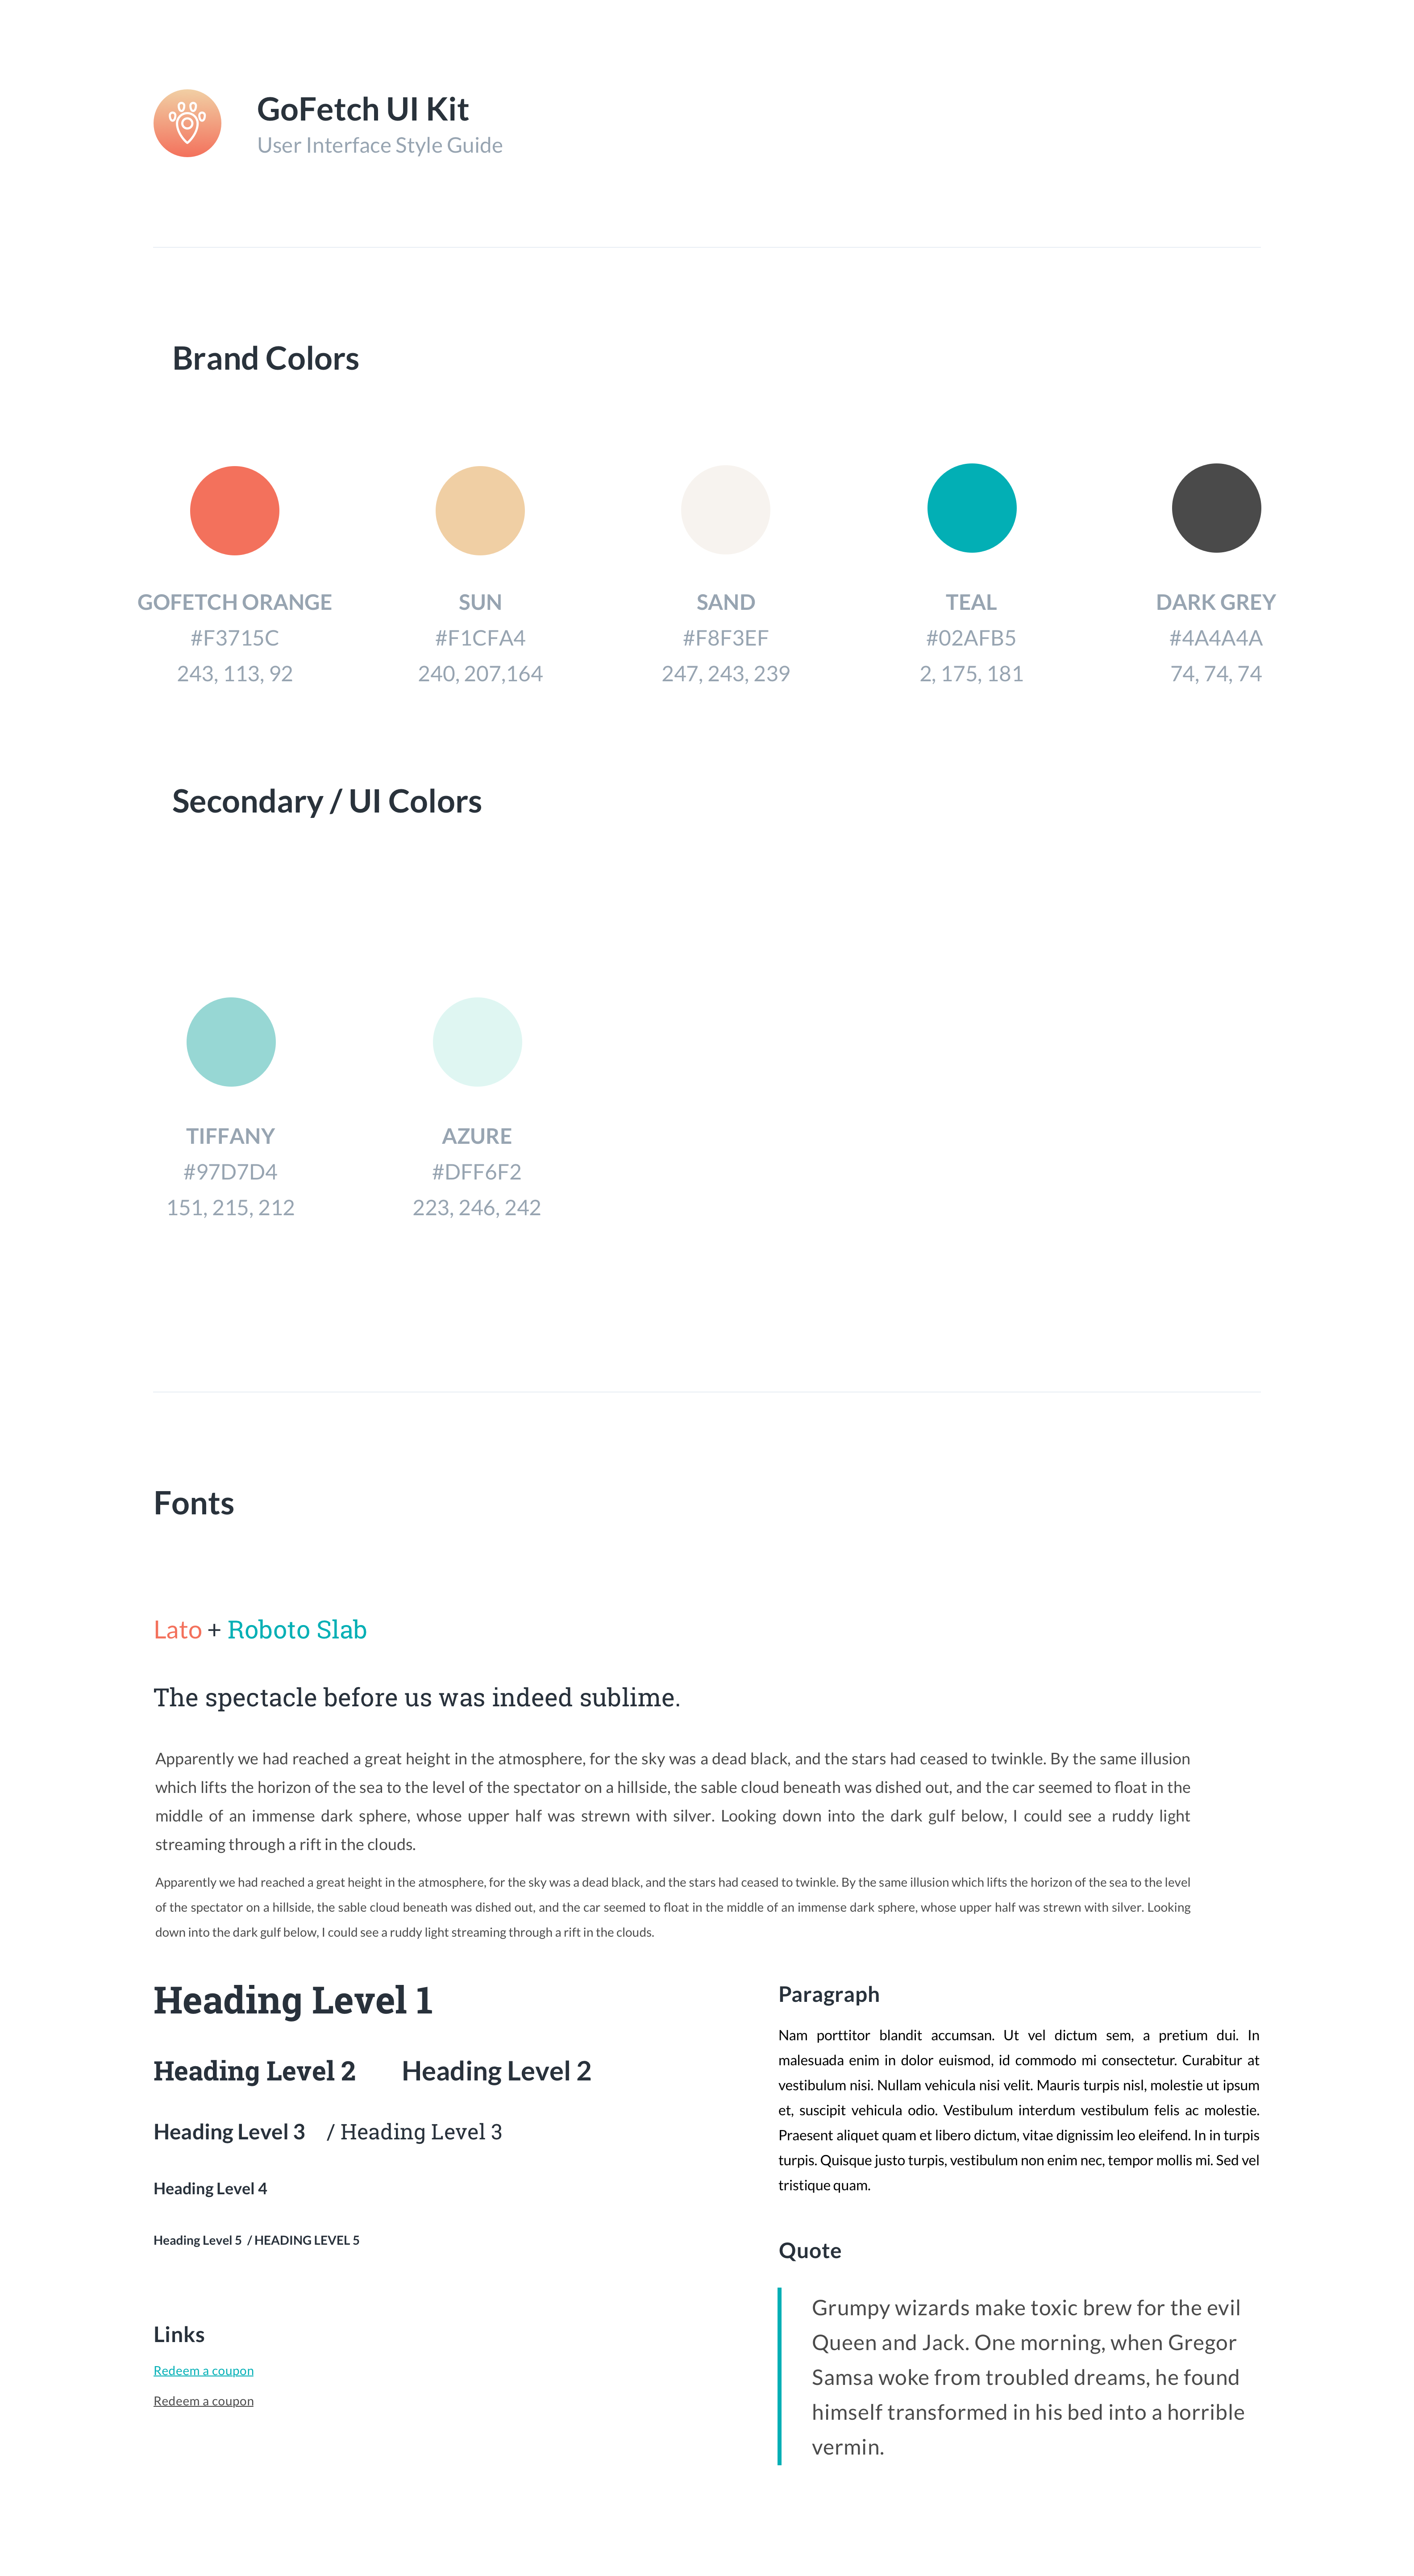 GoFetch UI Kit
User Interface Style Guide
Brand Colors
GOFETCH ORANGE
#F3715C
243, 113, 92
SUN
#F1CFA4
240, 207,164
SAND
#F8F3EF
247, 243, 239
TEAL
#02AFB5
2, 175, 181
DARK GREY
#4A4A4A
74, 74, 74
Secondary / UI Colors
TIFFANY
#97D7D4
151, 215, 212
AZURE
#DFF6F2
223, 246, 242
Fonts
Lato + Roboto Slab
The spectacle before us was indeed sublime.
Apparently we had reached a great height in the atmosphere, for the sky was a dead black, and the stars had ceased to twinkle. By the same illusion
which lifts the horizon of the sea to the level of the spectator on a hillside, the sable cloud beneath was dished out, and the car seemed to float in the
middle of an immense dark sphere, whose upper half was strewn with silver. Looking down into the dark gulf below, I could see a ruddy light
streaming through a rift in the clouds.
Apparently we had reached a great height in the atmosphere, for the sky was a dead black, and the stars had ceased to twinkle. By the same illusion which lifts the horizon of the sea to the level
of the spectator on a hillside, the sable cloud beneath was dished out, and the car seemed to float in the middle of an immense dark sphere, whose upper half was strewn with silver. Looking
down into the dark gulf below, I could see a ruddy light streaming through a rift in the clouds.
Heading Level 1
Heading Level 2 Heading Level 2
Heading Level 3 / Heading Level 3
Heading Level 4
Heading Level 5 / HEADING LEVEL 5
Links
Redeem a coupon
Redeem a coupon
Paragraph
Nam porttitor blandit accumsan. Ut vel dictum sem, a pretium dui. In
malesuada enim in dolor euismod, id commodo mi consectetur. Curabitur at
vestibulum nisi. Nullam vehicula nisi velit. Mauris turpis nisl, molestie ut ipsum
et, suscipit vehicula odio. Vestibulum interdum vestibulum felis ac molestie.
Praesent aliquet quam et libero dictum, vitae dignissim leo eleifend. In in turpis
turpis. Quisque justo turpis, vestibulum non enim nec, tempor mollis mi. Sed vel
tristique quam.
Quote
Grumpy wizards make toxic brew for the evil
Queen and Jack. One morning, when Gregor
Samsa woke from troubled dreams, he found
himself transformed in his bed into a horrible
vermin.